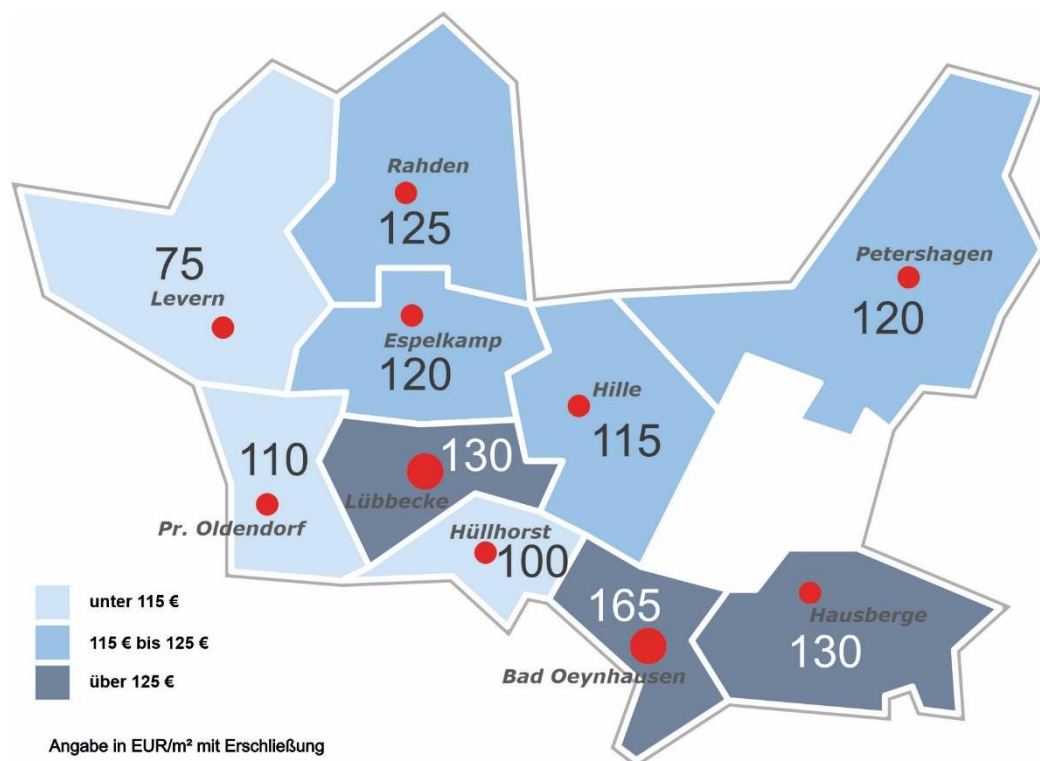 Rahden
125
75
Levern
Petershagen
120
Espelkamp
120
Hille
115
110
Pr. Oldendorf
130
Lübbecke
Hüllhorst
100
165
Bad Oeynhausen
Hausberge
130
unter 115 €
115 € bis 125 €
über 125 €
Angabe in EUR/m² mit Erschließung